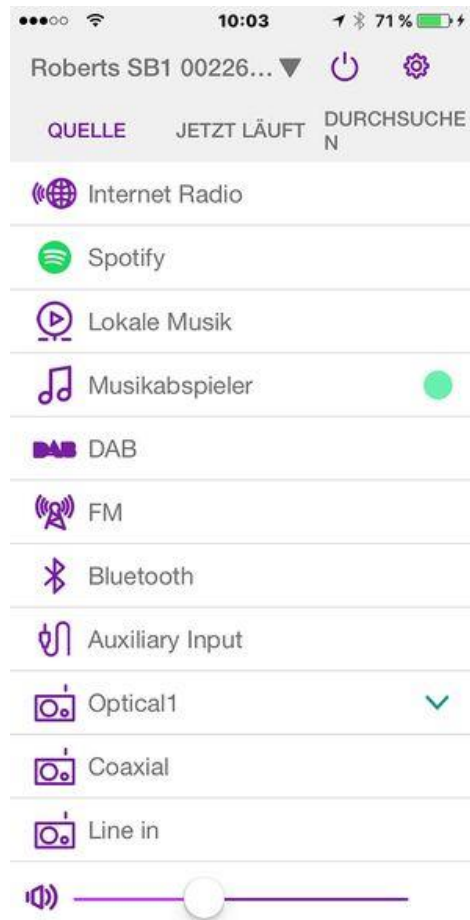 10:03
71 %
Roberts SB1 00226...
QUELLE
JETZT LÄUFT
DURCHSUCHE
N
Internet Radio
Spotify
Lokale Musik
Musikabspieler
DAB DAB
FM
Bluetooth
Auxiliary Input
Optical1
Coaxial
Line in